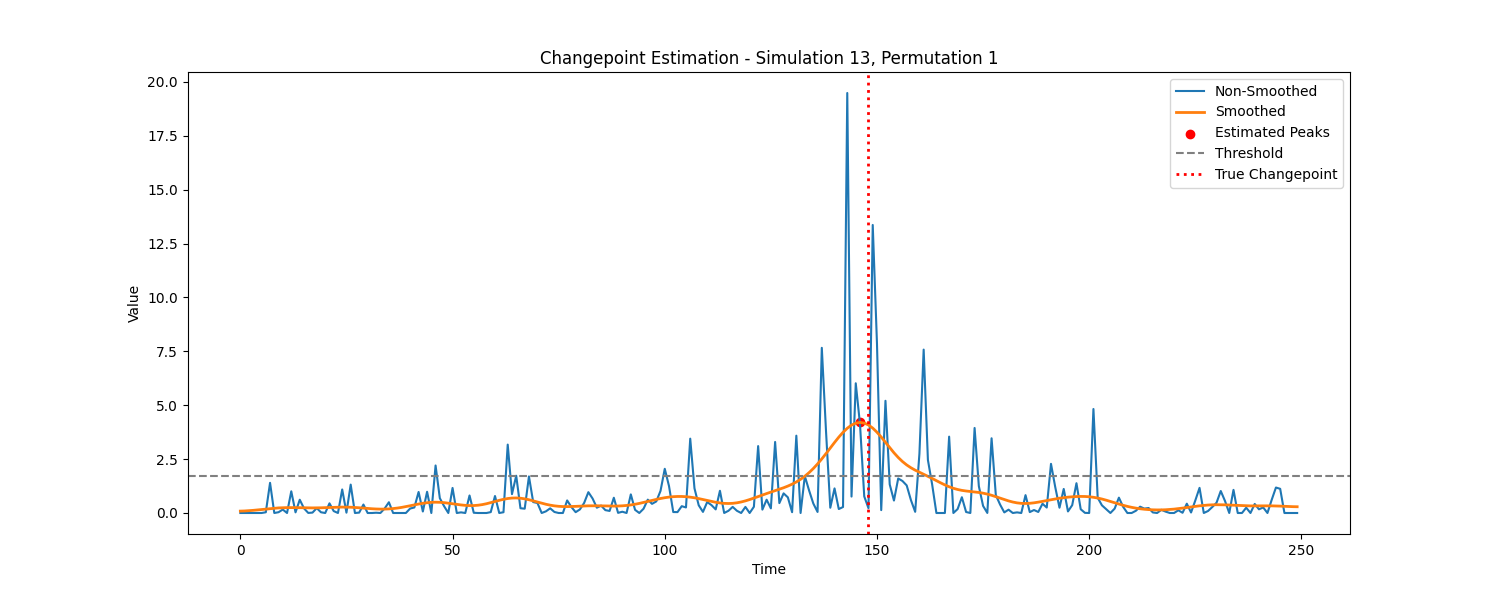 Changepoint Estimation - Simulation 13, Permutation 1
20.0
17.5
15.0
12.5
10.0
7.5
5.0
2.5
0.0
Value
Non-Smoothed
Smoothed
Estimated Peaks
Threshold
True Changepoint
0 50 100 150 200 250
Time